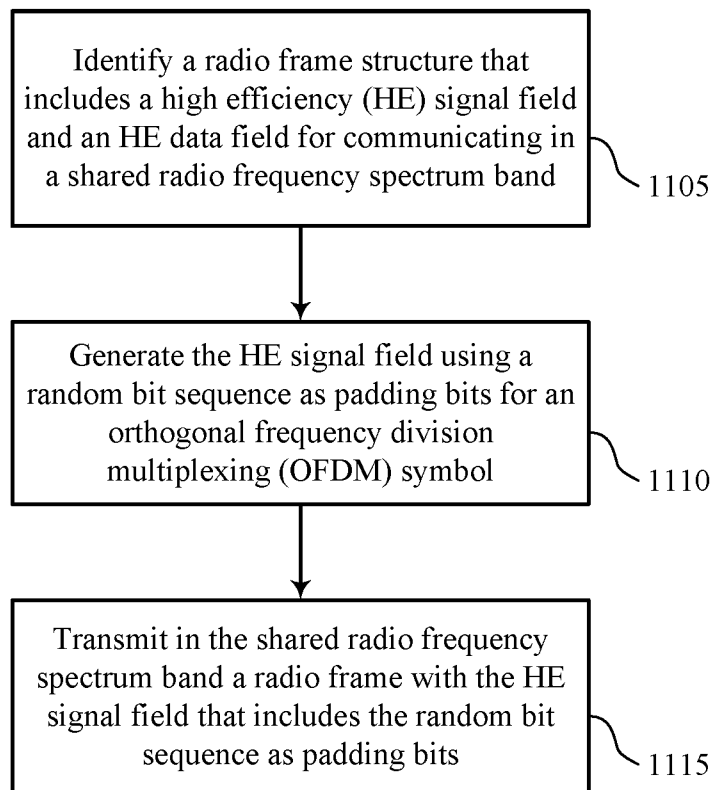 Identify a radio frame structure that
includes a high efficiency (HE) signal field
and an HE data field for communicating in
a shared radio frequency spectrum band
1105
Generate the HE signal field using a
random bit sequence as padding bits for an
orthogonal frequency division
multiplexing (OFDM) symbol
1110
Transmit in the shared radio frequency
spectrum band a radio frame with the HE
signal field that includes the random bit
sequence as padding bits
1115